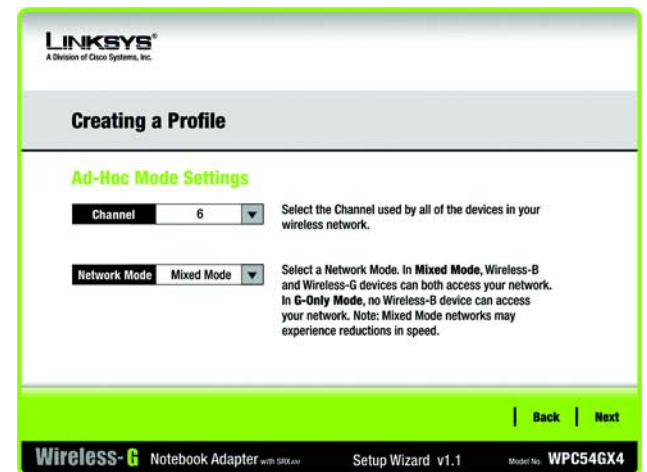 LINKSYS®
A Division of Cisco Systems, Inc.
Creating a Profile
Ad-Hoc Mode Settings
Channel 6
Select the Channel used by all of the devices in your
wireless network.
Network Mode Mixed Mode
Select a Network Mode. In Mixed Mode, Wireless-B
and Wireless-G devices can both access your network.
In G-Only Mode, no Wireless-B device can access
your network. Note: Mixed Mode networks may
experience reductions in speed.
Back Next
Wireless-G Notebook Adapter with SRX400 Setup Wizard v1.1 Model No. WPC54GX4